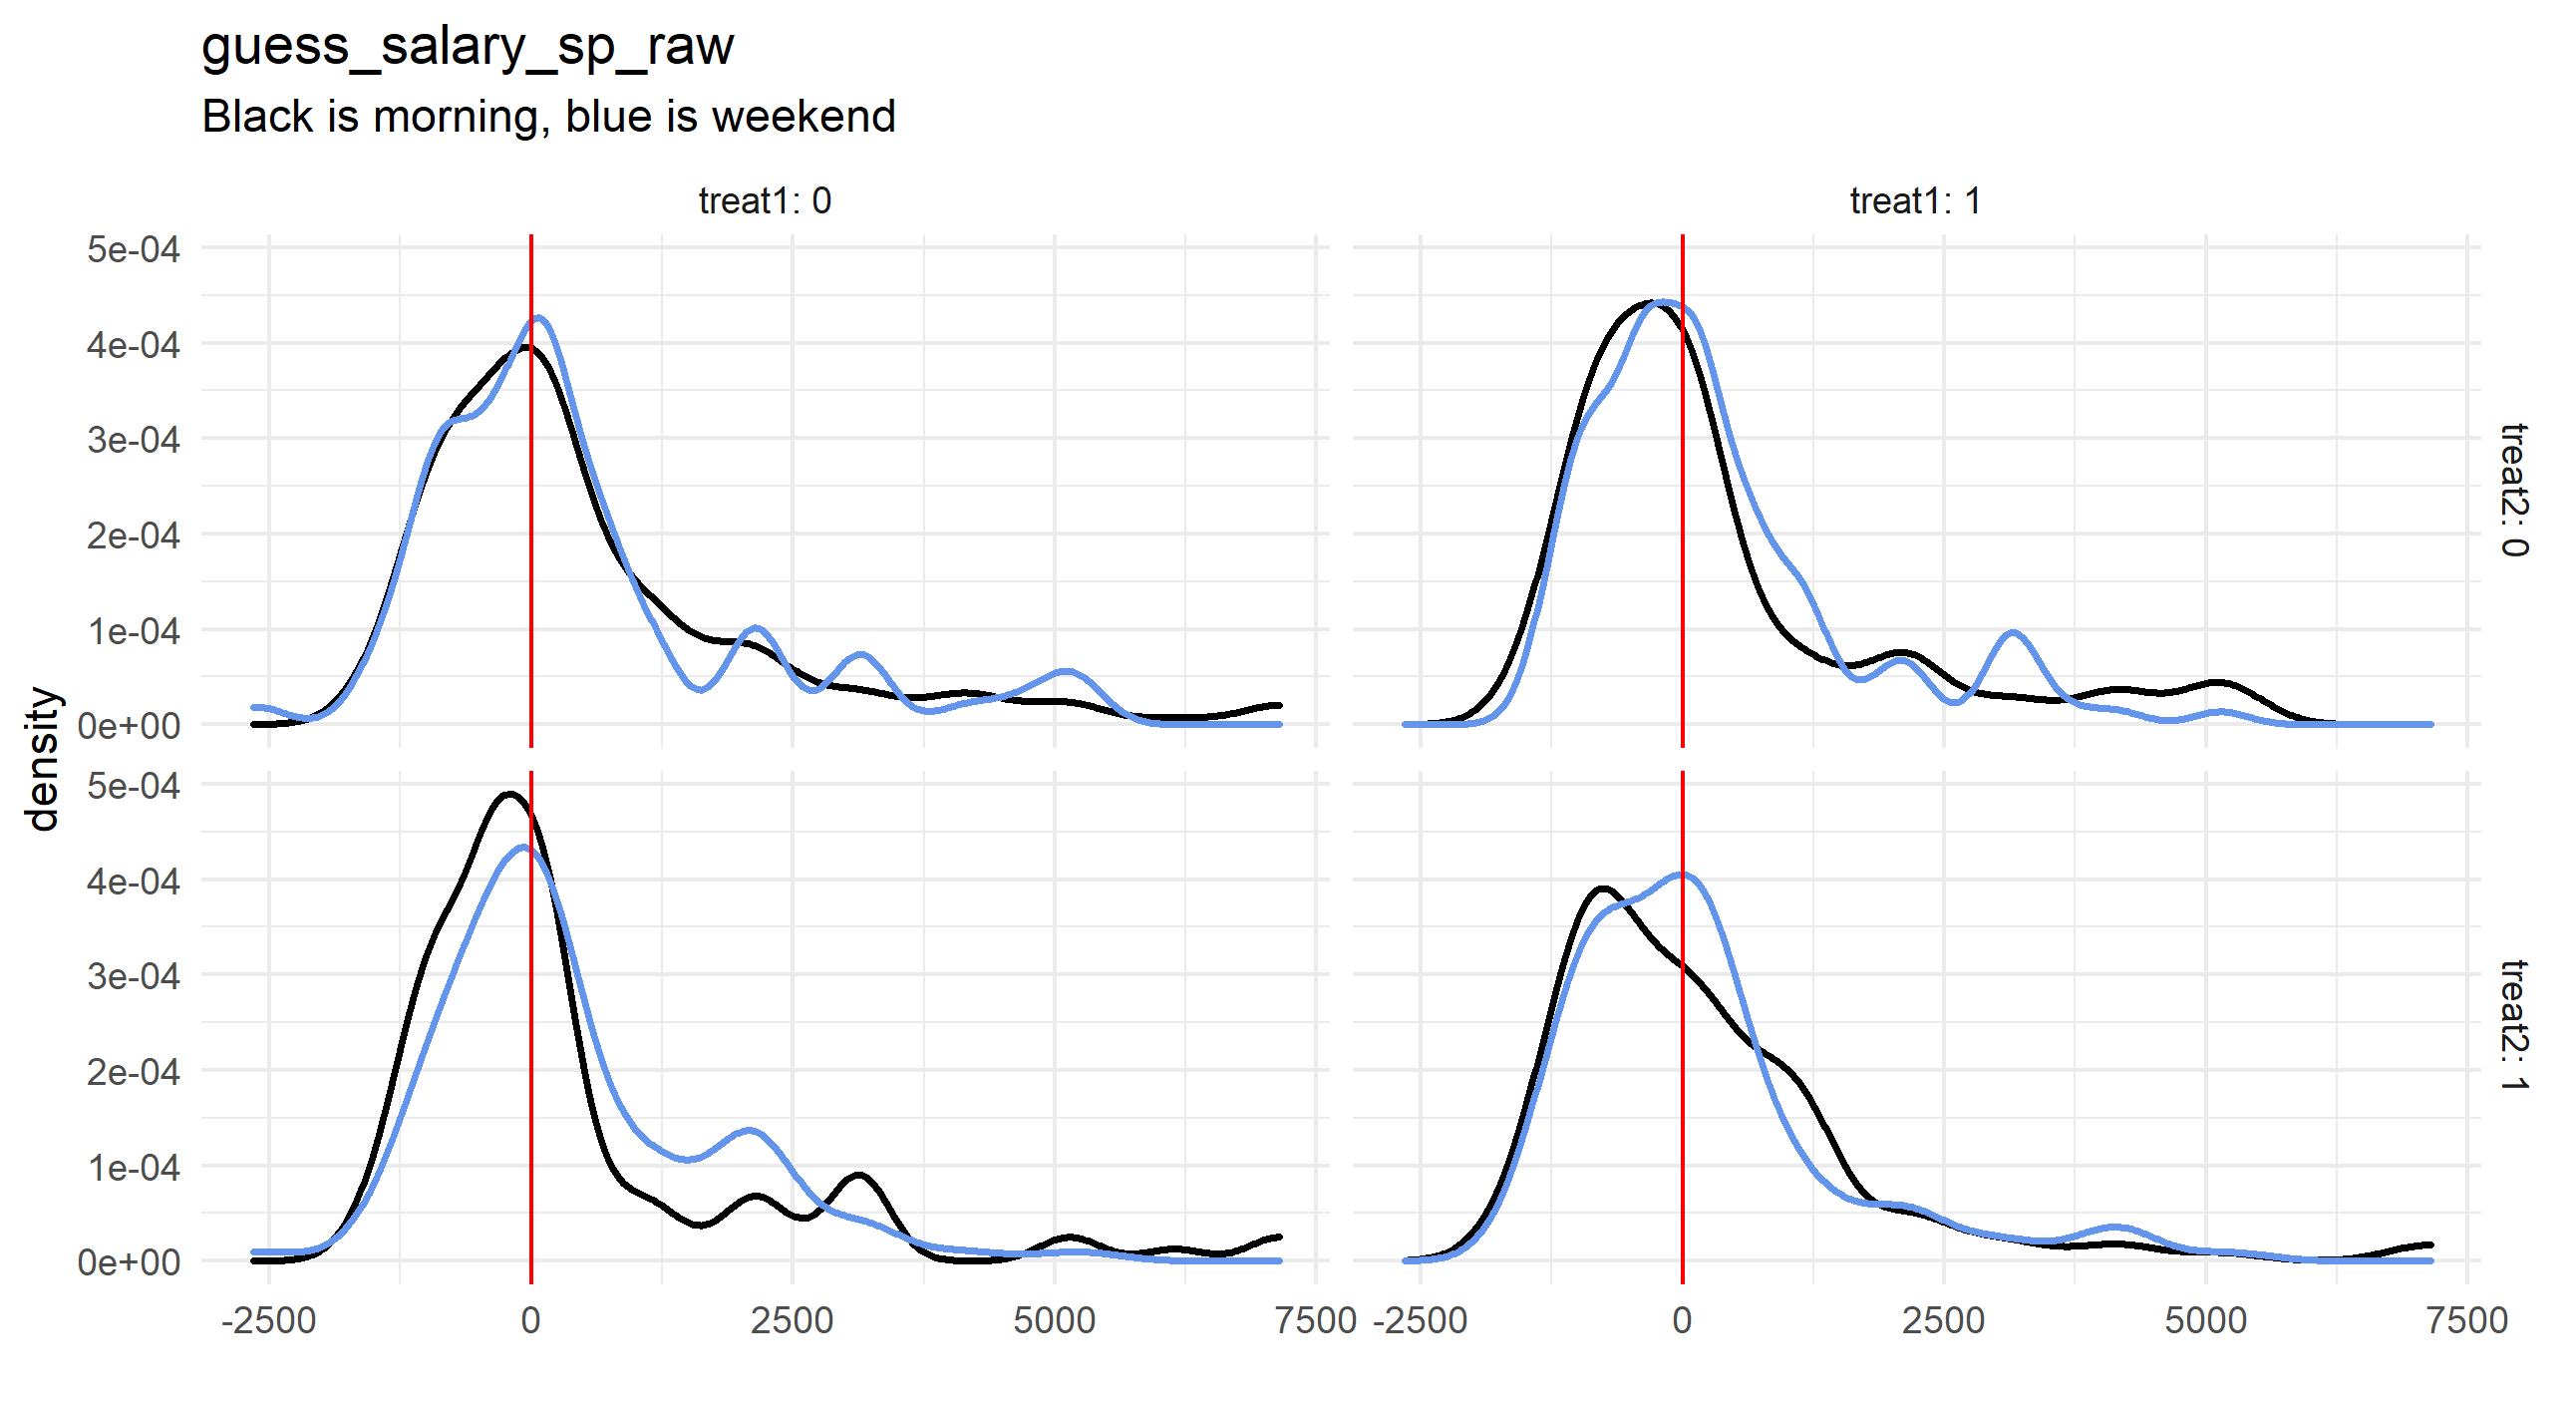 guess_salary_sp_raw
Black is morning, blue is weekend
treat1: 0
treat1: 1
5e-04
4e-04
3e-04
2e-04
1e-04
0e+00
treat2: 0
density
5e-04
4e-04
3e-04
2e-04
1e-04
0e+00
treat2: 1
-2500 0 2500 5000 7500 -2500 0 2500 5000 7500